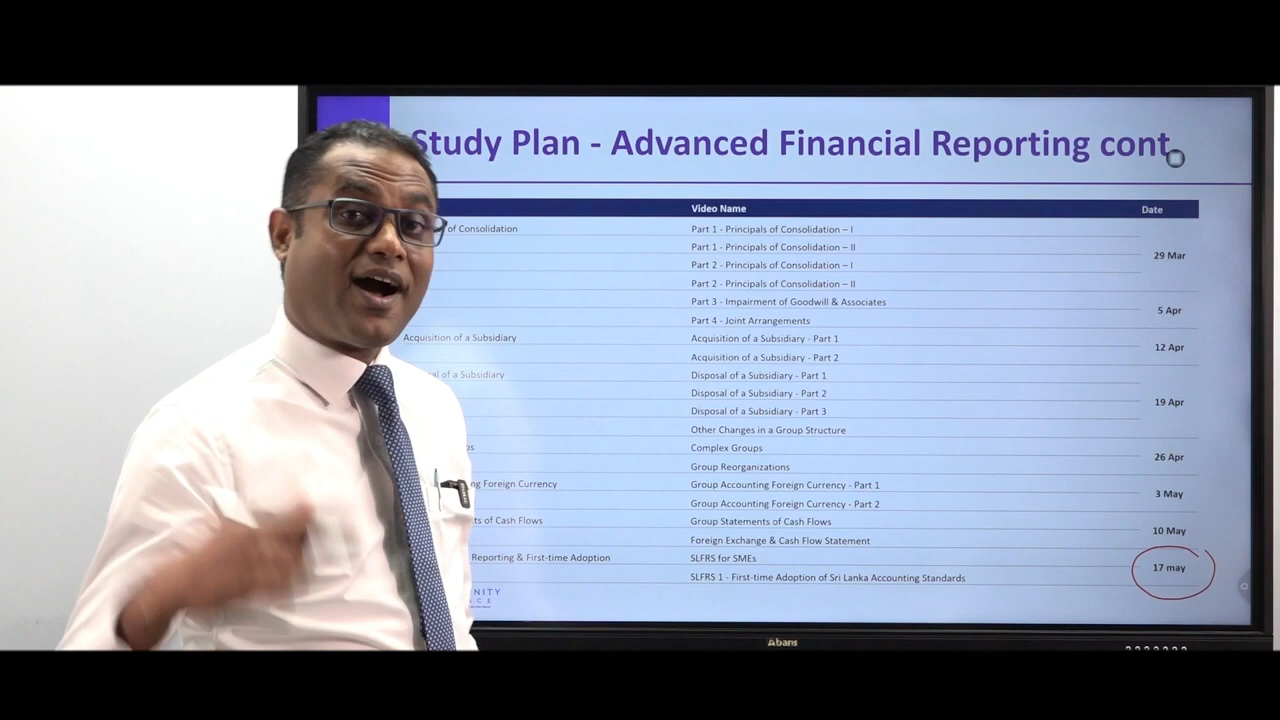 Study Plan - Advanced Financial Reporting cont
Video Name Date
of Consolidation Part 1 - Principals of Consolidation – I
Part 1 - Principals of Consolidation – II
29 Mar
Part 2 - Principals of Consolidation – I
Part 2 - Principals of Consolidation – II
Part 3 - Impairment of Goodwill & Associates
5 Apr
Part 4 - Joint Arrangements
Acquisition of a Subsidiary Acquisition of a Subsidiary - Part 1
12 Apr
Acquisition of a Subsidiary - Part 2
al of a Subsidiary Disposal of a Subsidiary - Part 1
Disposal of a Subsidiary - Part 2
19 Apr
Disposal of a Subsidiary - Part 3
Other Changes in a Group Structure
ps Complex Groups
26 Apr
Group Reorganizations
ng Foreign Currency Group Accounting Foreign Currency - Part 1
3 May
Group Accounting Foreign Currency - Part 2
ts of Cash Flows Group Statements of Cash Flows
10 May
Foreign Exchange & Cash Flow Statement
Reporting & First-time Adoption SLFRS for SMEs
17 may
SLFRS 1 - First-time Adoption of Sri Lanka Accounting Standards
NITY
ACE
Abans